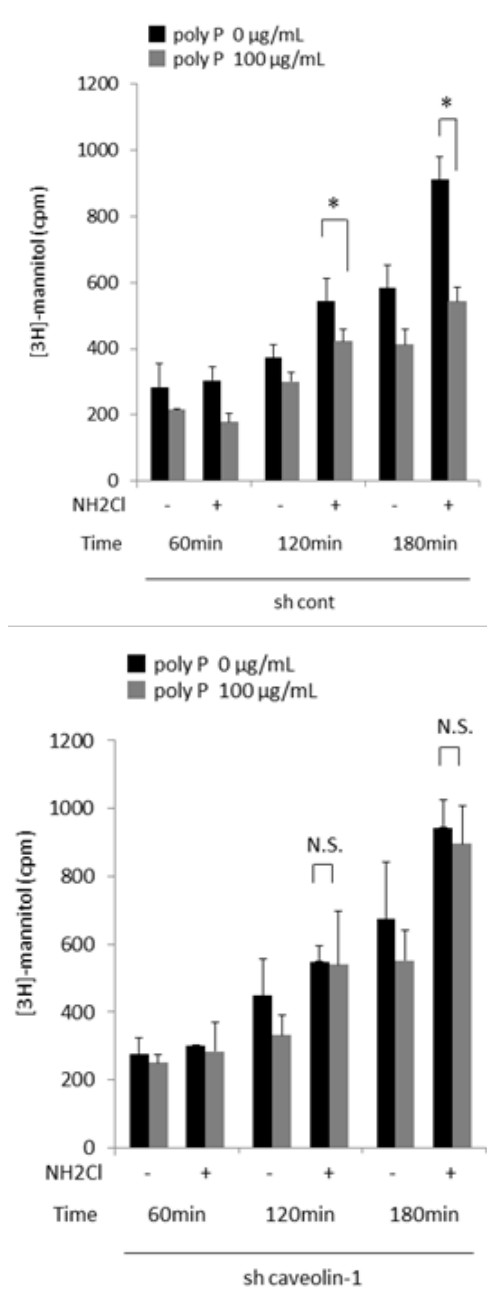 poly P 0 µg/mL
poly P 100 µg/mL
1200
1000
800
600
400
200
0
[3H]-mannitol (cpm)
*
*
NH2Cl - + - + - +
Time 60min 120min 180min
sh cont
poly P 0 µg/mL
poly P 100 µg/mL
1200
1000
800
600
400
200
0
[3H]-mannitol (cpm)
N.S.
N.S.
NH2Cl - + - + - +
Time 60min 120min 180min
sh caveolin-1